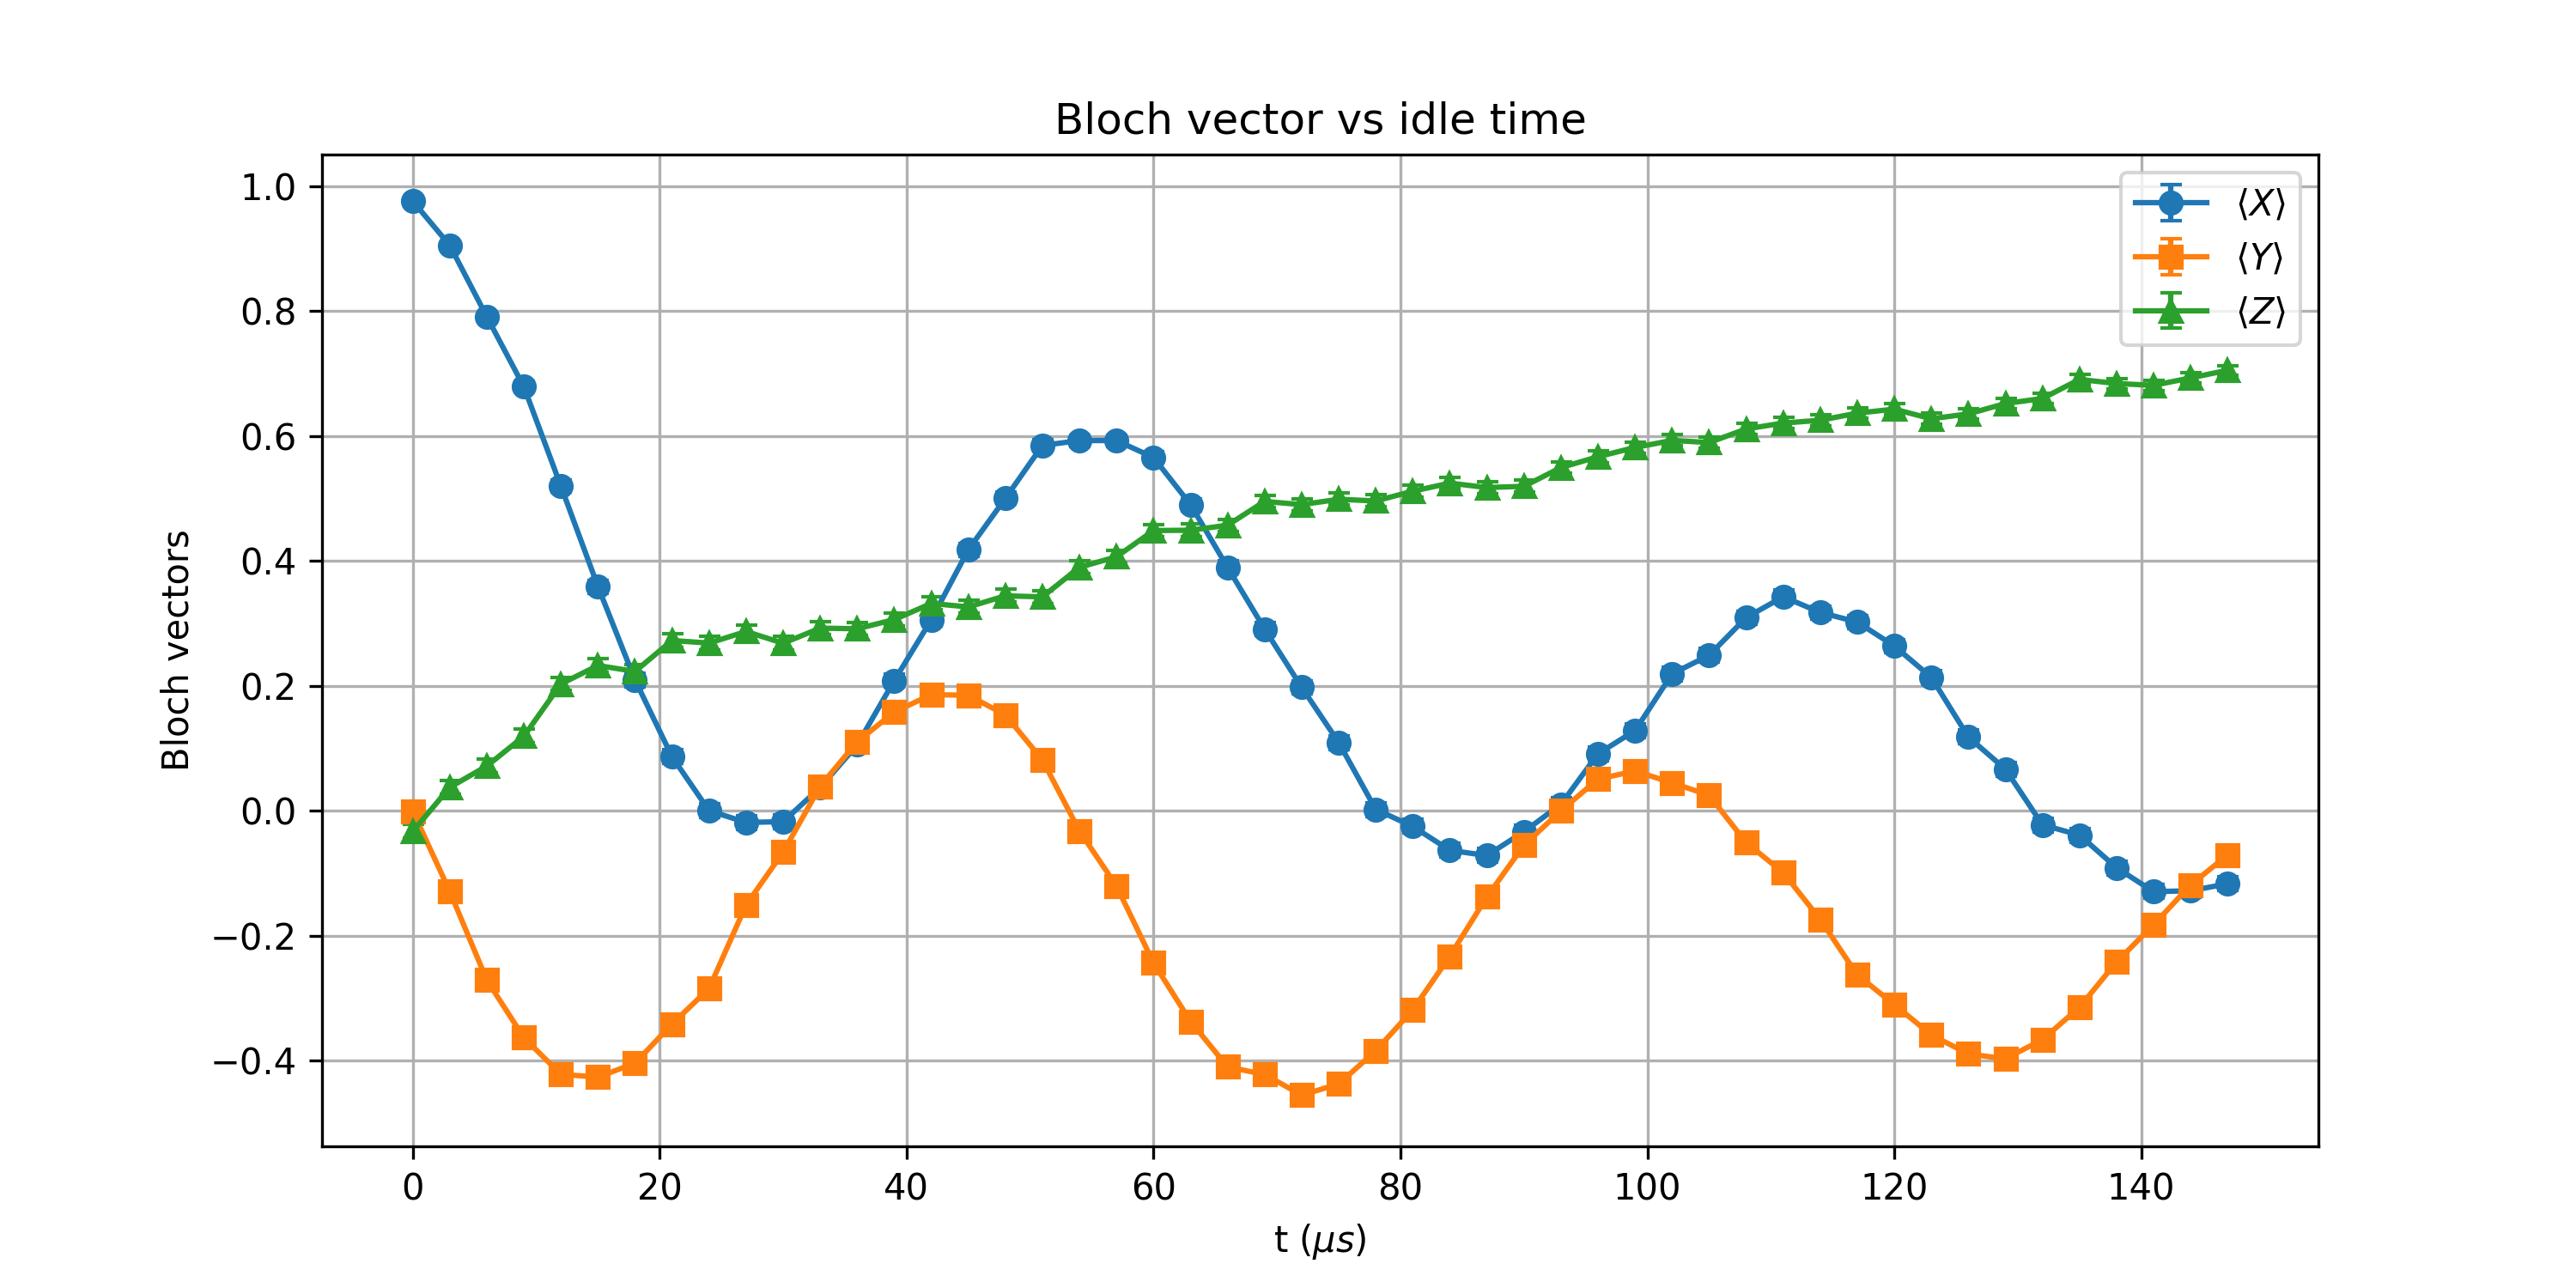 Bloch vector vs idle time
1.0
0.8
0.6
0.4
0.2
0.0
−0.2
−0.4
Bloch vectors
⟨X⟩
⟨Y⟩
⟨Z⟩
0 20 40 60 80 100 120 140
t (μs)